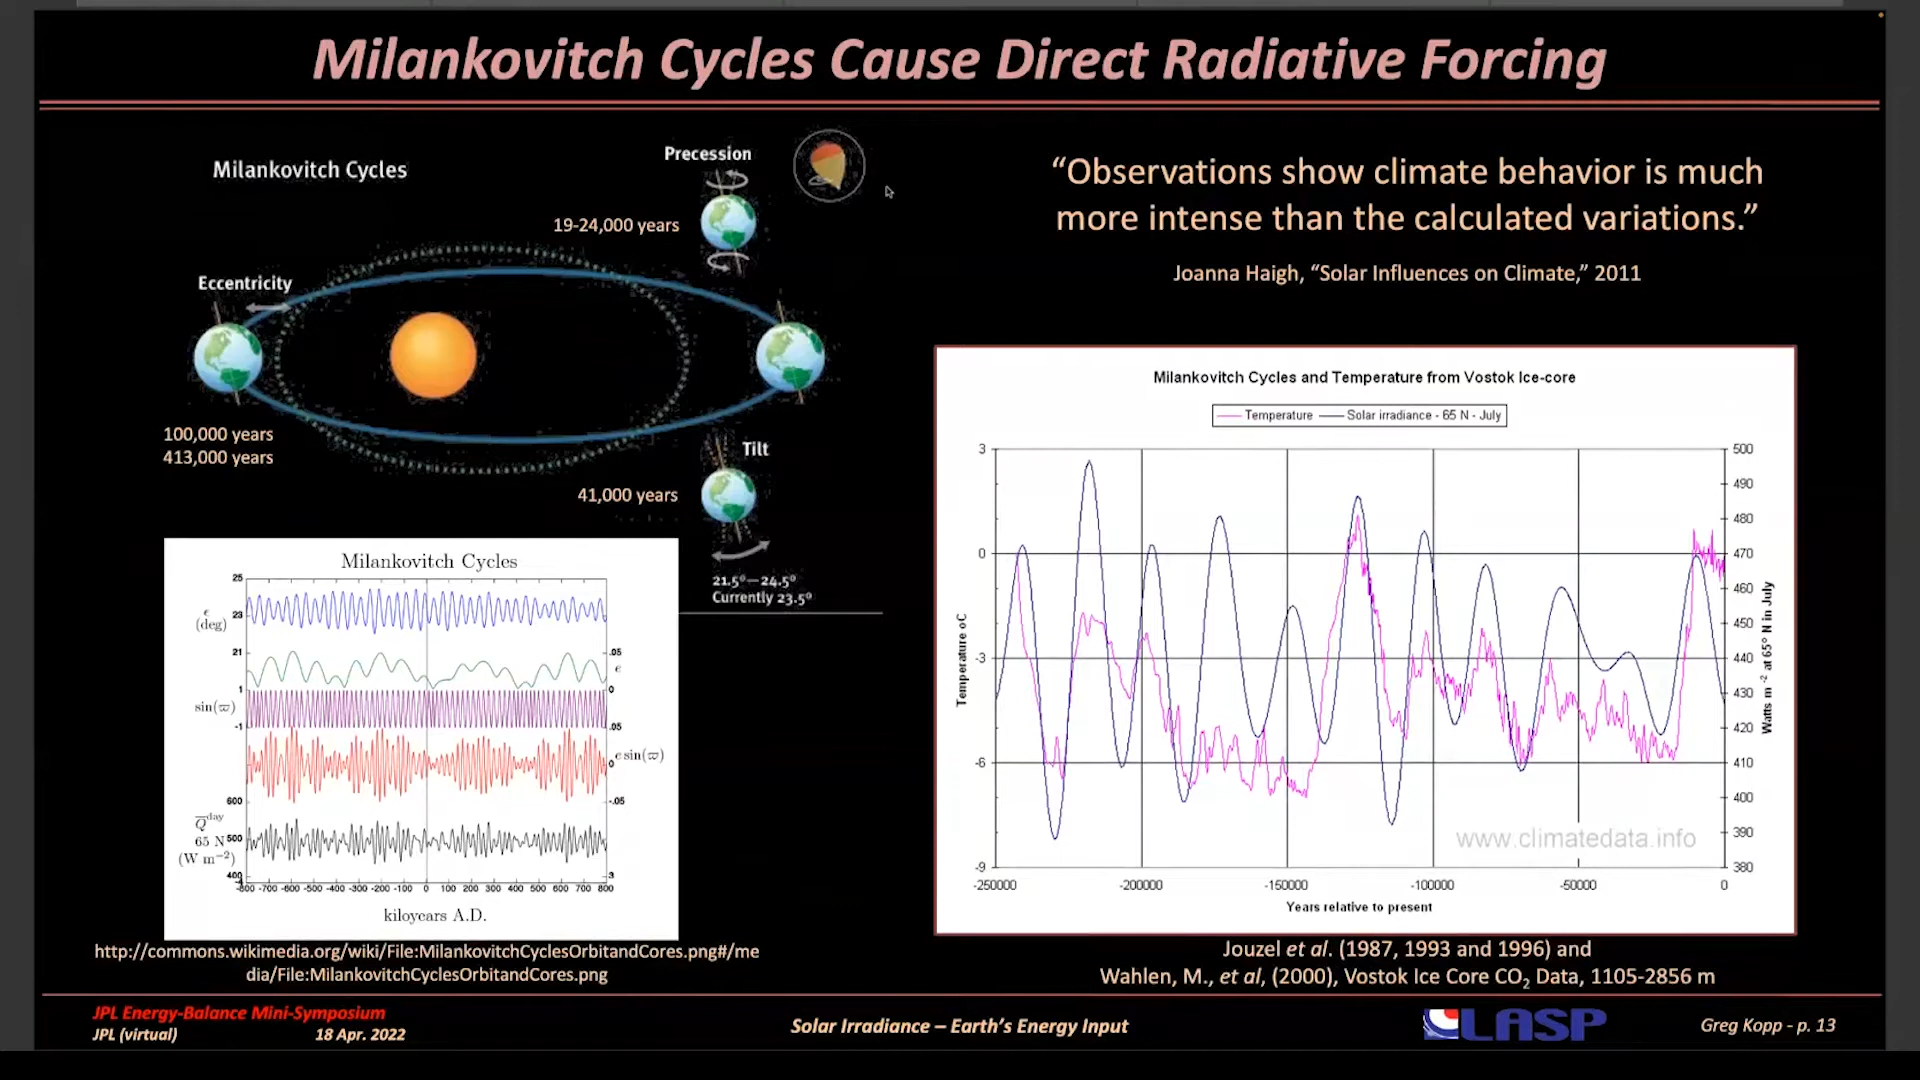 Milankovitch Cycles Cause Direct Radiative Forcing
Milankovitch Cycles
Precession
19-24,000 years
Eccentricity
100,000 years
413,000 years
Tilt
41,000 years
21.5º—24.5º
Currently 23.5º
“Observations show climate behavior is much
more intense than the calculated variations.”
Joanna Haigh, “Solar Influences on Climate,” 2011
Milankovitch Cycles
25
ϵ
23
(deg)
21
.05
e
0
1
sin(ϖ)
-1
.05
e sin(ϖ)
0
-.05
600
Q̅ day
65 N 500
(W m⁻²)
400
3
-800 -700 -600 -500 -400 -300 -200 -100 0 100 200 300 400 500 600 700 800
kiloyears A.D.
http://commons.wikimedia.org/wiki/File:MilankovitchCyclesOrbitandCores.png#/me
dia/File:MilankovitchCyclesOrbitandCores.png
Milankovitch Cycles and Temperature from Vostok Ice-core
Temperature Solar irradiance - 65 N - July
3
0
-3
-6
-9
Temperature oC
500
490
480
470
460
450
440
430
420
410
400
390
380
Watts m -2 at 65° N in July
www.climatedata.info
-250000 -200000 -150000 -100000 -50000 0
Years relative to present
Jouzel et al. (1987, 1993 and 1996) and
Wahlen, M., et al, (2000), Vostok Ice Core CO₂ Data, 1105-2856 m
JPL Energy-Balance Mini-Symposium
JPL (virtual) 18 Apr. 2022
Solar Irradiance – Earth’s Energy Input
LASP
Greg Kopp - p. 13